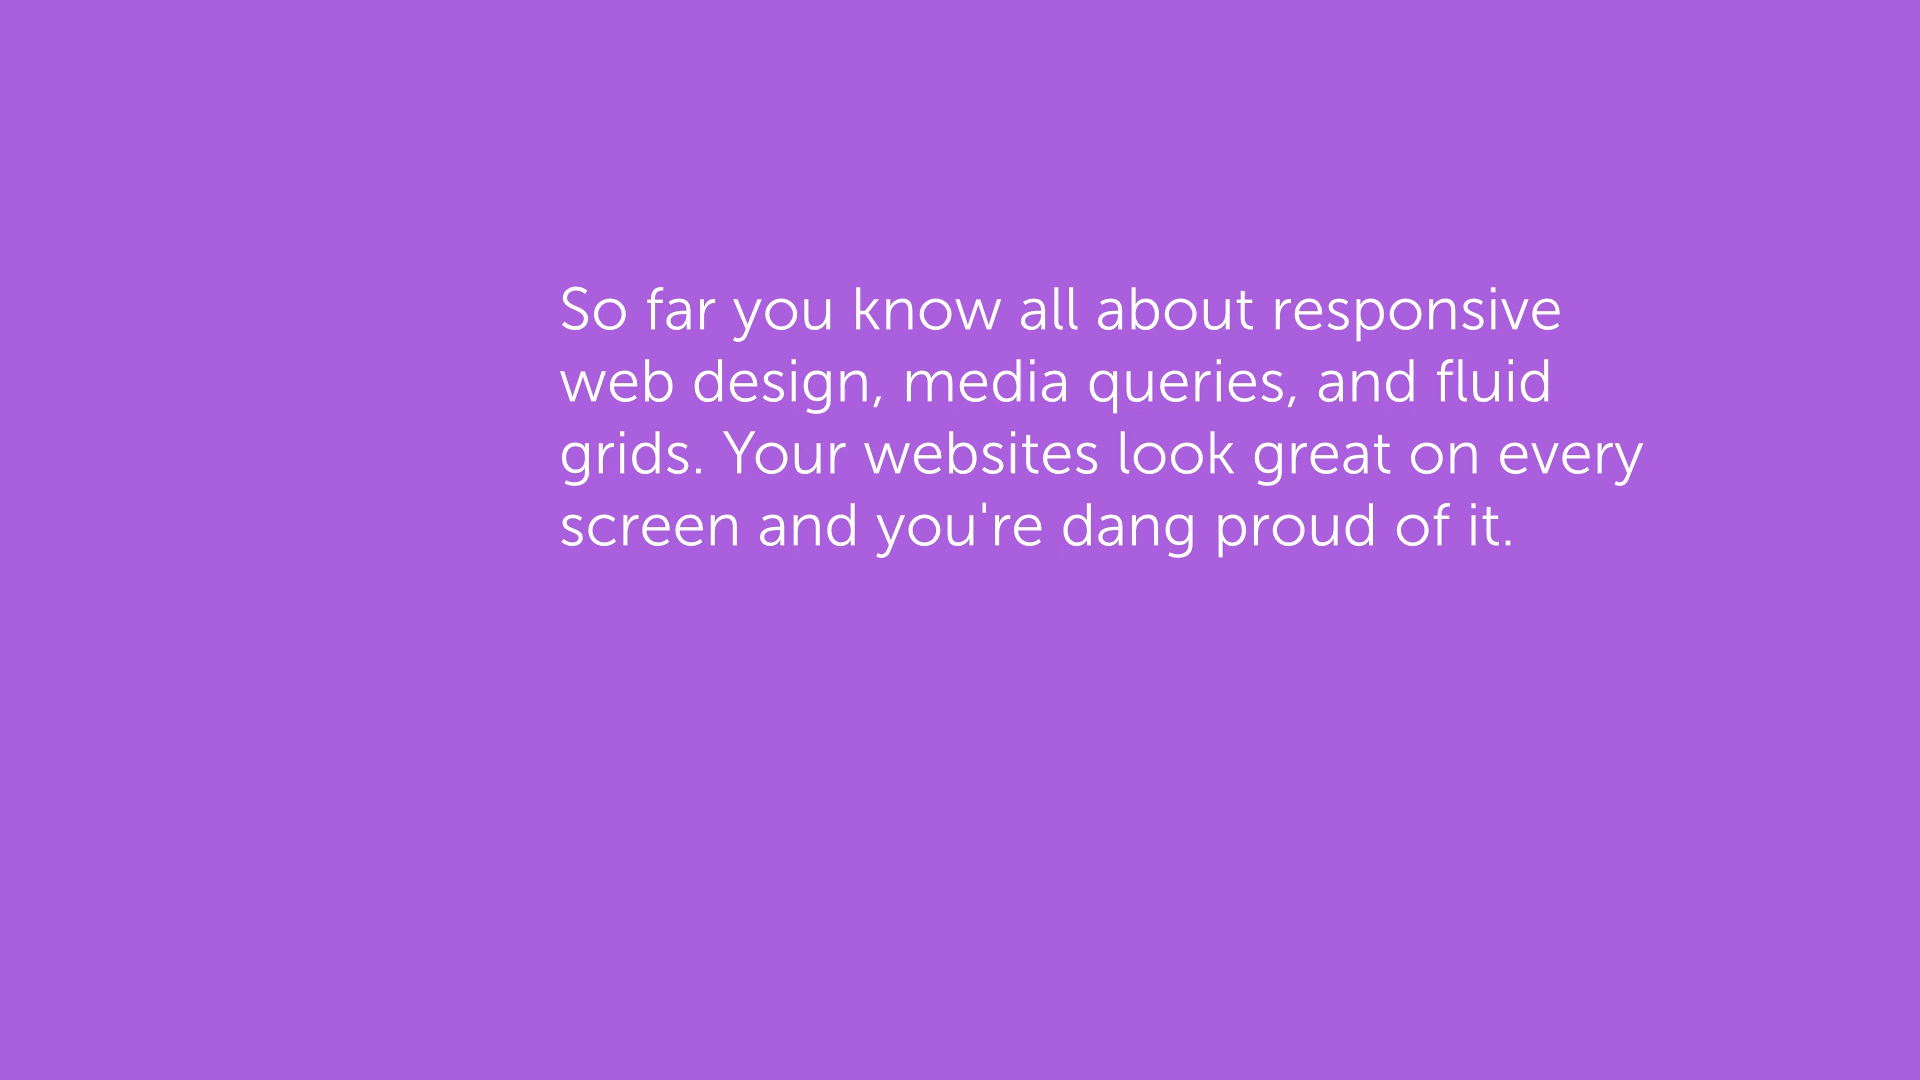 So far you know all about responsive
web design, media queries, and fluid
grids. Your websites look great on every
screen and you're dang proud of it.